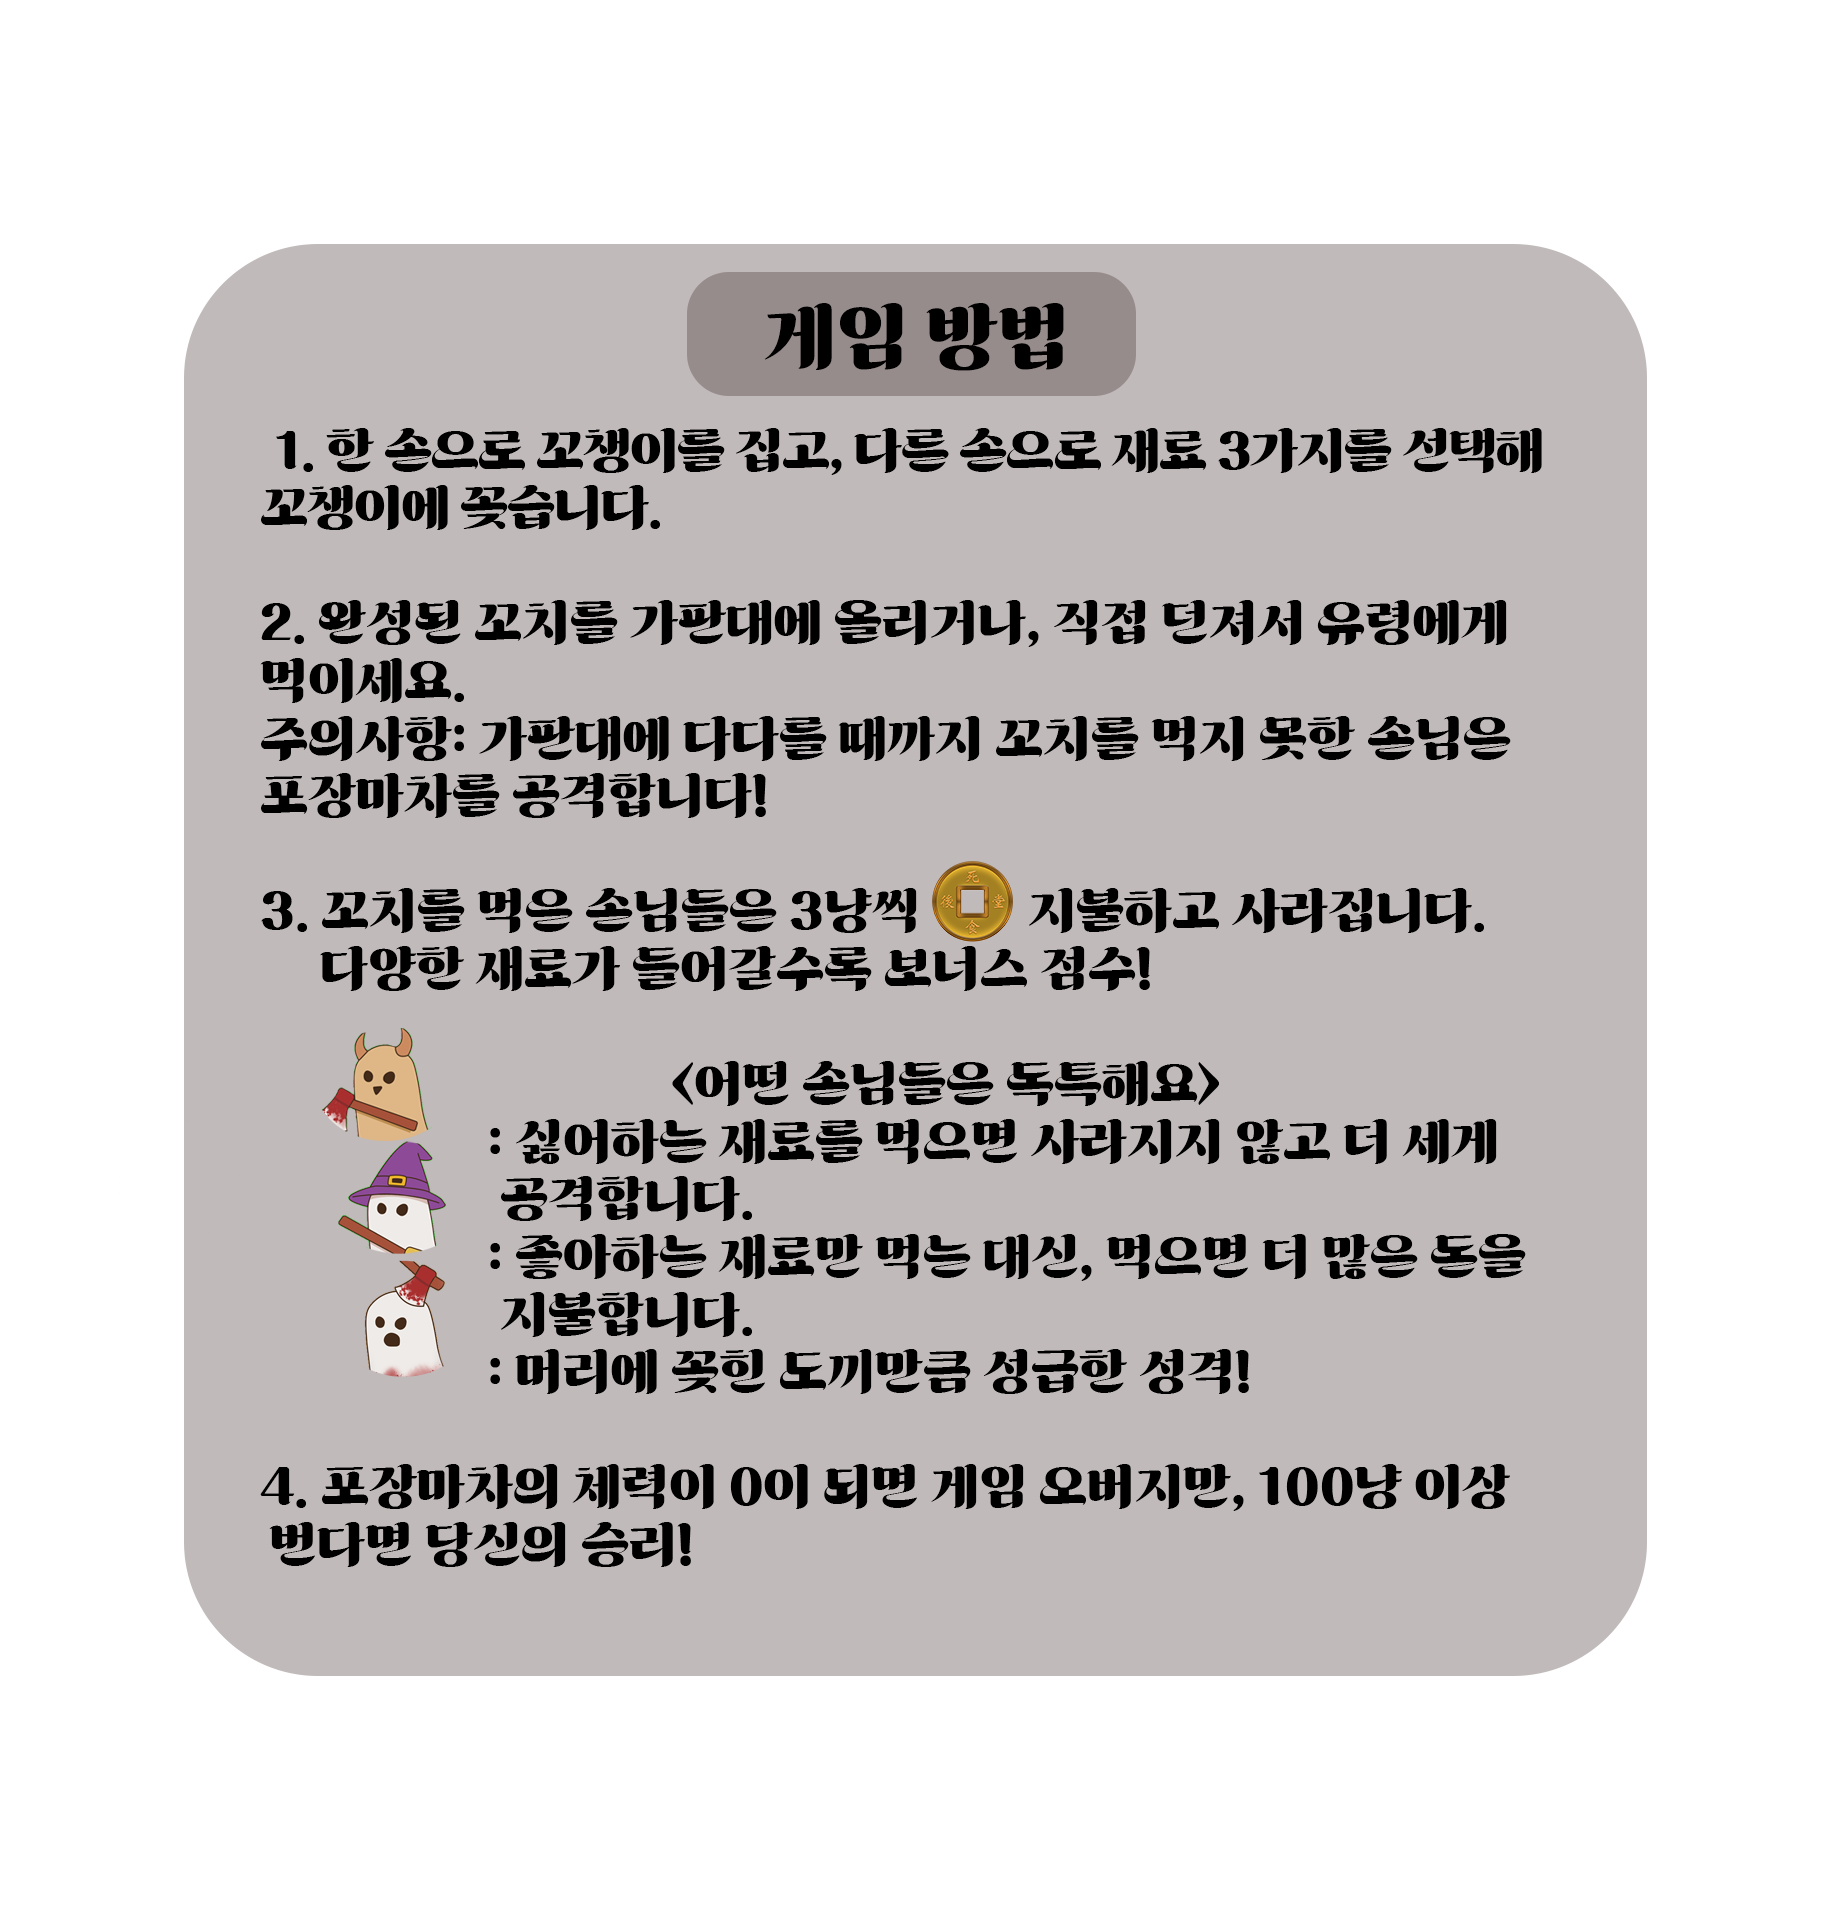 게임 방법
1. 한 손으로 꼬챙이를 집고, 다른 손으로 재료 3가지를 선택해
꼬챙이에 꽂습니다.
2. 완성된 꼬치를 가판대에 올리거나, 직접 던져서 유령에게
먹이세요.
주의사항: 가판대에 다다를 때까지 꼬치를 먹지 못한 손님은
포장마차를 공격합니다!
3. 꼬치를 먹은 손님들은 3냥씩 지불하고 사라집니다.
死
後 堂
食
다양한 재료가 들어갈수록 보너스 점수!
<어떤 손님들은 독특해요>
: 싫어하는 재료를 먹으면 사라지지 않고 더 세게
공격합니다.
: 좋아하는 재료만 먹는 대신, 먹으면 더 많은 돈을
지불합니다.
: 머리에 꽂힌 도끼만큼 성급한 성격!
4. 포장마차의 체력이 0이 되면 게임 오버지만, 100냥 이상
번다면 당신의 승리!